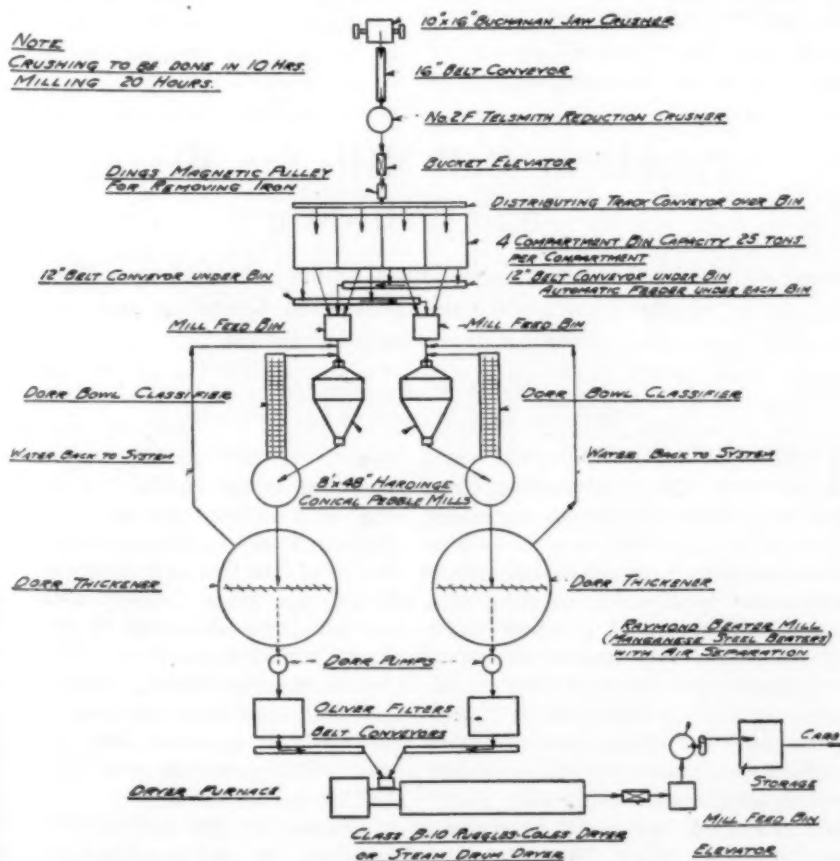 10"x16" BUCHANAN JAW CRUSHER
NOTE
CRUSHING TO BE DONE IN 10 HRS.
MILLING 20 HOURS.
16" BELT CONVEYOR
No. 2F TELSMITH REDUCTION CRUSHER
BUCKET ELEVATOR
DINGS MAGNETIC PULLEY
FOR REMOVING IRON
DISTRIBUTING TRACK CONVEYOR OVER BIN
4 COMPARTMENT BIN CAPACITY 25 TONS
PER COMPARTMENT
12" BELT CONVEYOR UNDER BIN
12" BELT CONVEYOR UNDER BIN
AUTOMATIC FEEDER UNDER EACH BIN
MILL FEED BIN
MILL FEED BIN
DORR BOWL CLASSIFIER
DORR BOWL CLASSIFIER
WATER BACK TO SYSTEM
WATER BACK TO SYSTEM
8'x48" HARDINGE
CONICAL PEBBLE MILLS
DORR THICKENER
DORR THICKENER
RAYMOND BEATER MILL
(MANGANESE STEEL BEATERS)
WITH AIR SEPARATION
DORR PUMPS
OLIVER FILTERS
BELT CONVEYORS
CARS
STORAGE
DRYER FURNACE
MILL FEED BIN
CLASS B-10 RUGGLES-COLES DRYER
OR STEAM DRUM DRYER
ELEVATOR